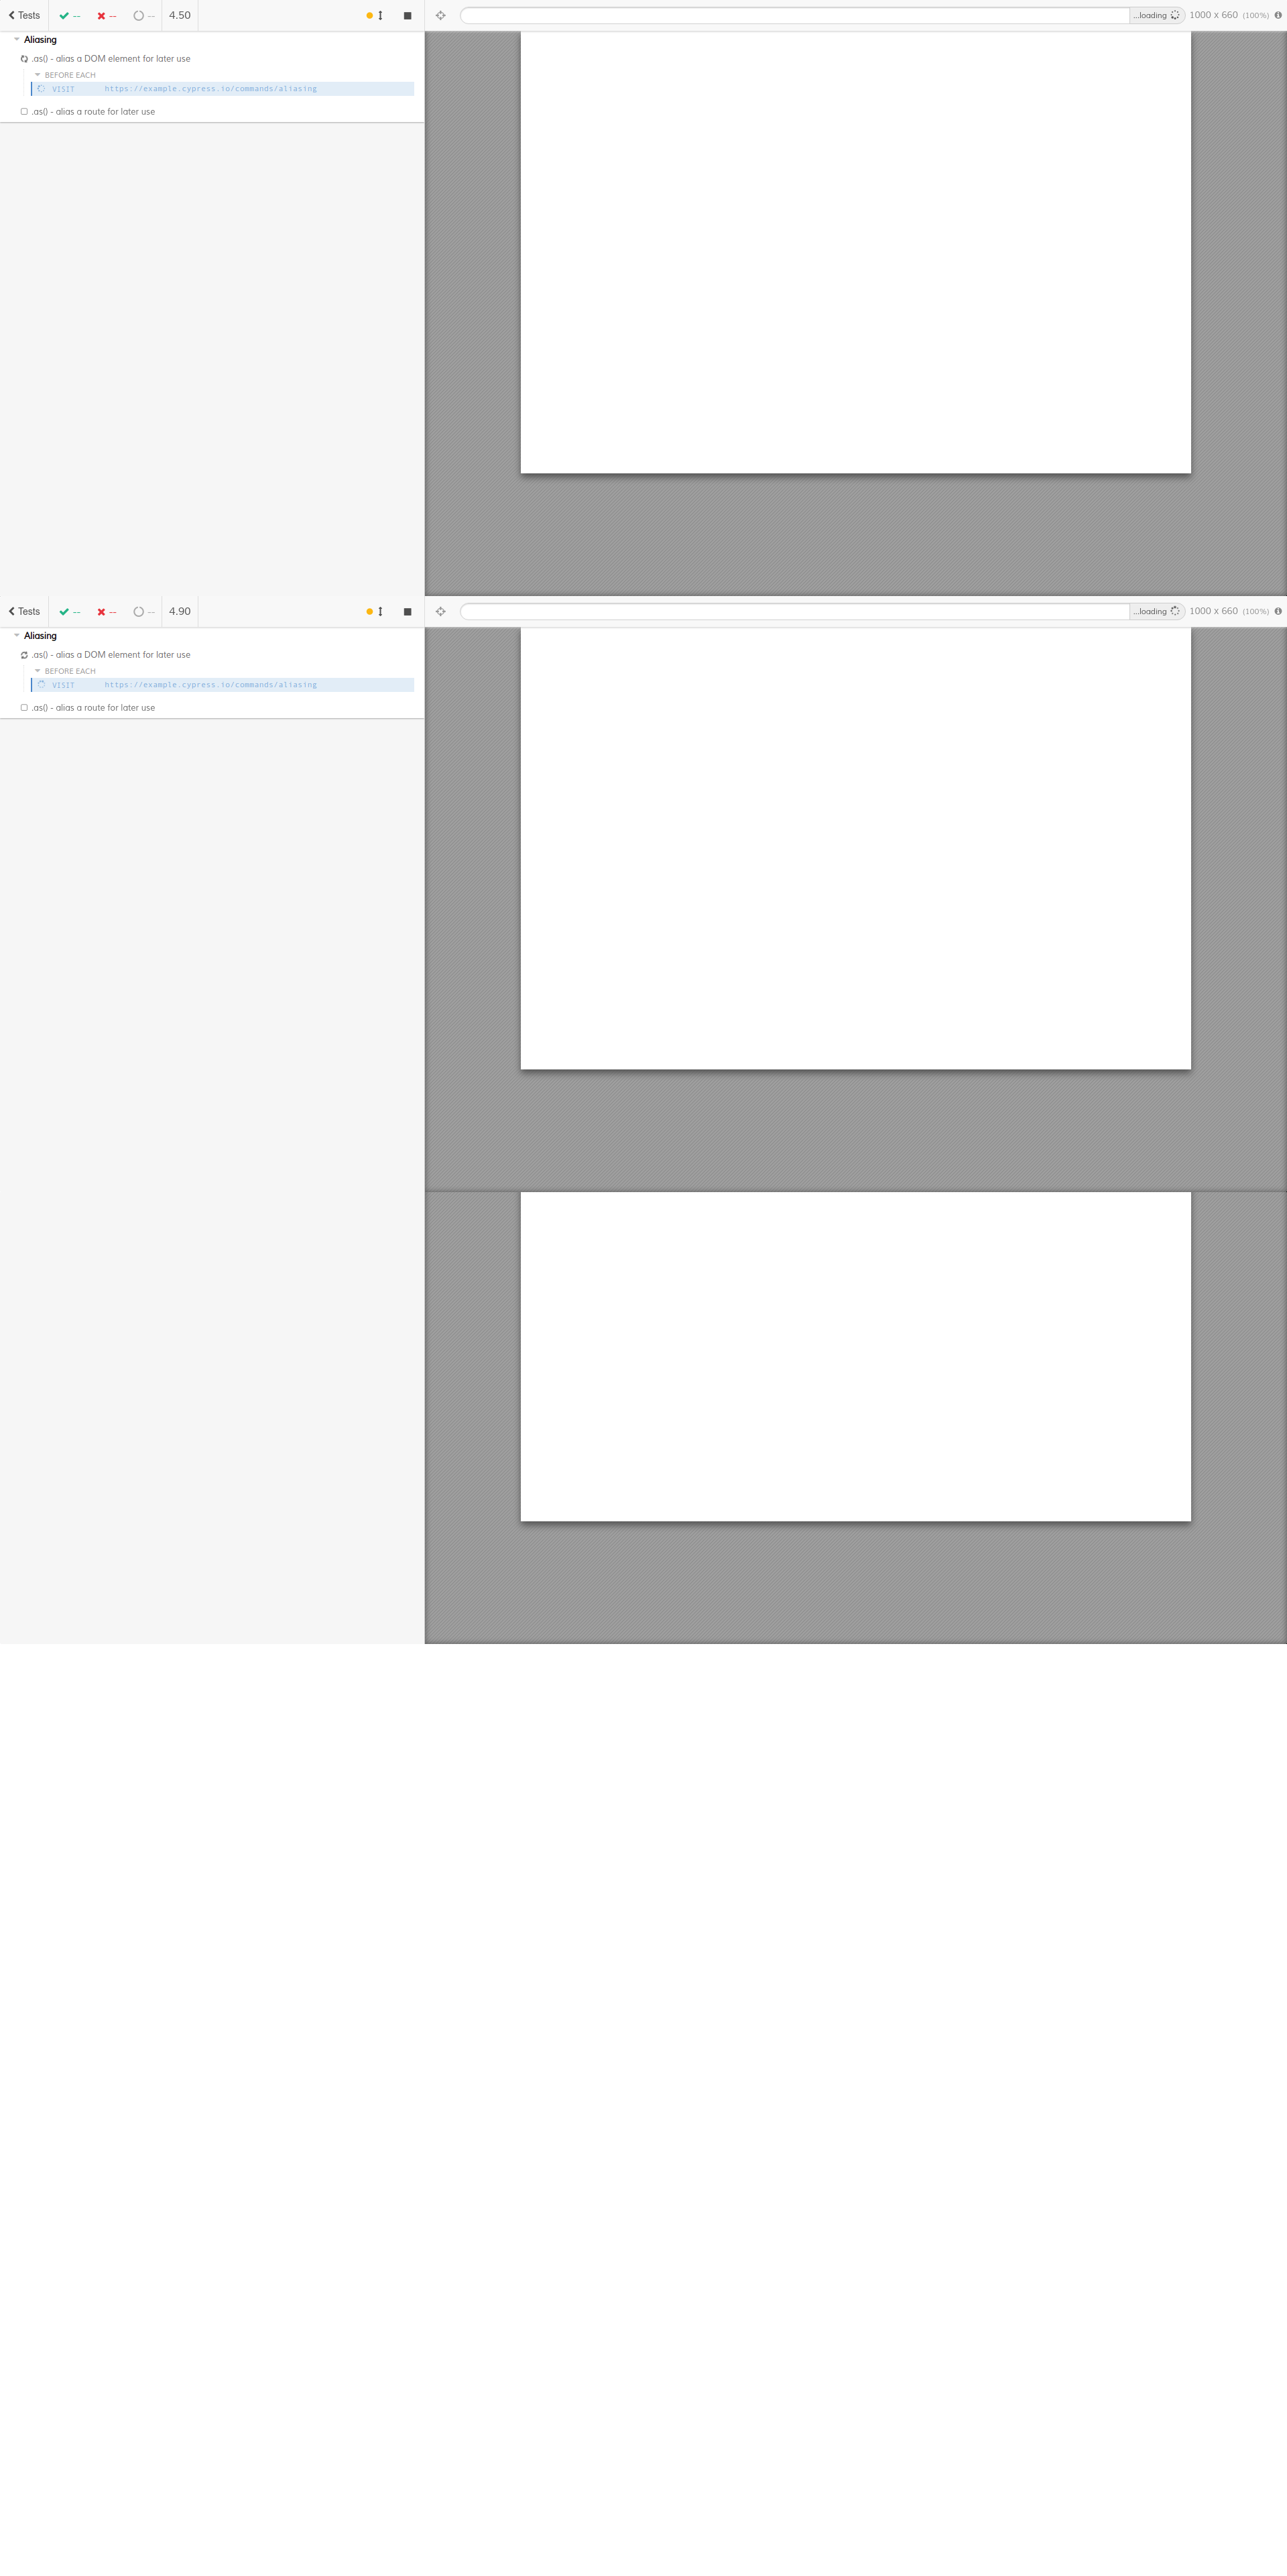 Tests -- -- -- 4.50 ...loading 1000 x 660 (100%)
Aliasing
.as() - alias a DOM element for later use
BEFORE EACH
VISIT https://example.cypress.io/commands/aliasing
.as() - alias a route for later use
Tests -- -- -- 4.90 ...loading 1000 x 660 (100%)
Aliasing
.as() - alias a DOM element for later use
BEFORE EACH
VISIT https://example.cypress.io/commands/aliasing
.as() - alias a route for later use